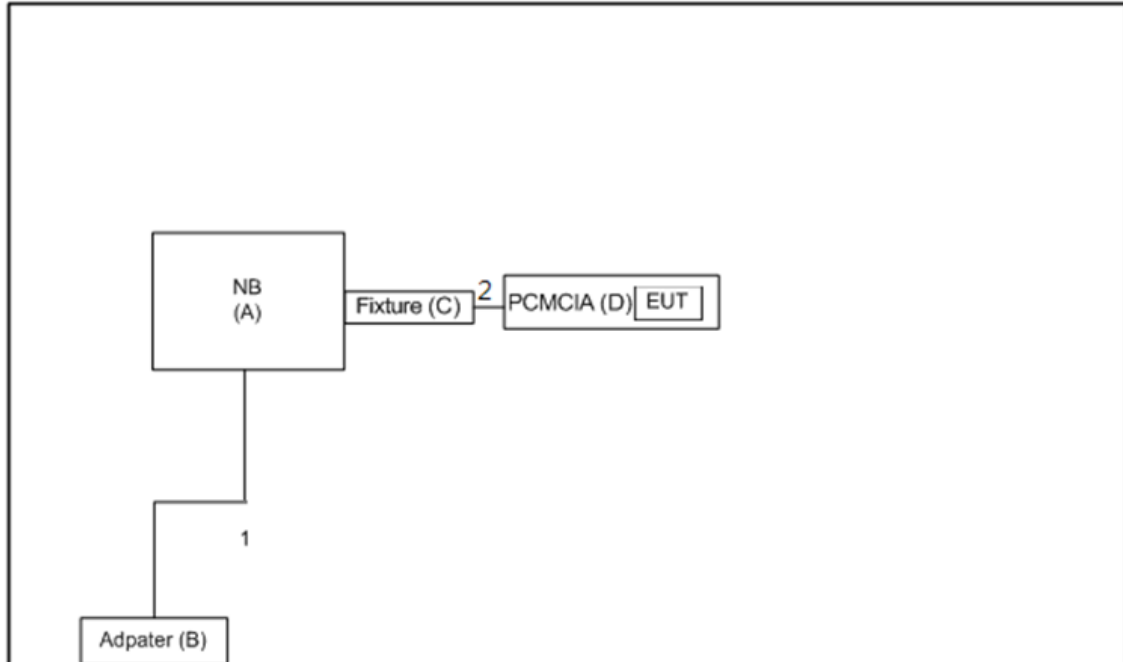 NB
(A)
Fixture (C)
2
PCMCIA (D)
EUT
1
Adpater (B)